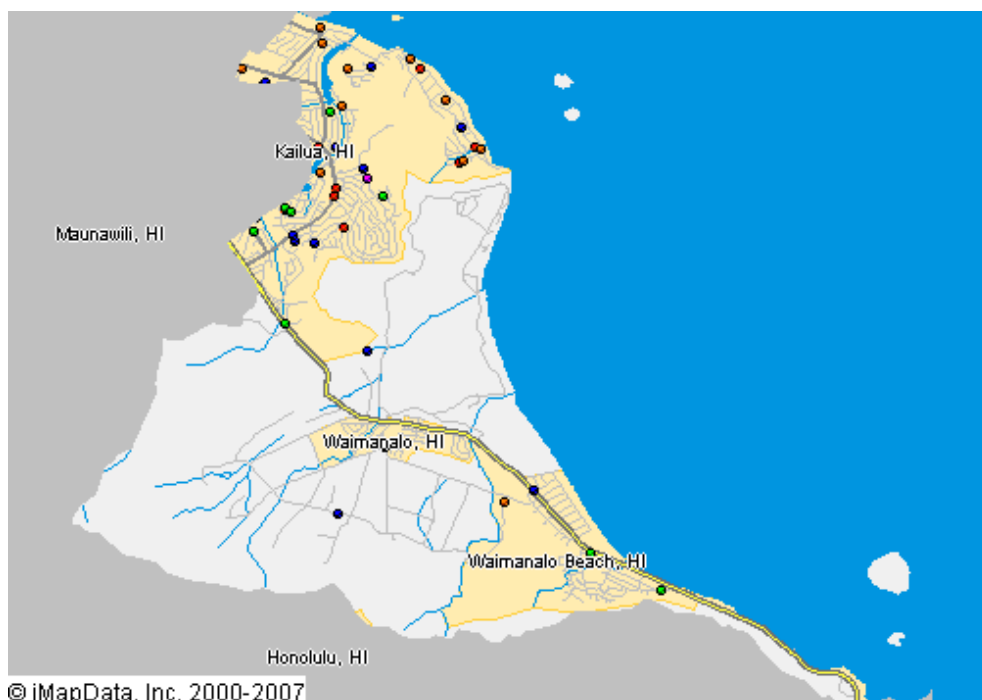 Kailua, HI
Maunawili, HI
Waimanalo, HI
Waimanalo Beach, HI
Honolulu, HI
© iMapData, Inc. 2000-2007